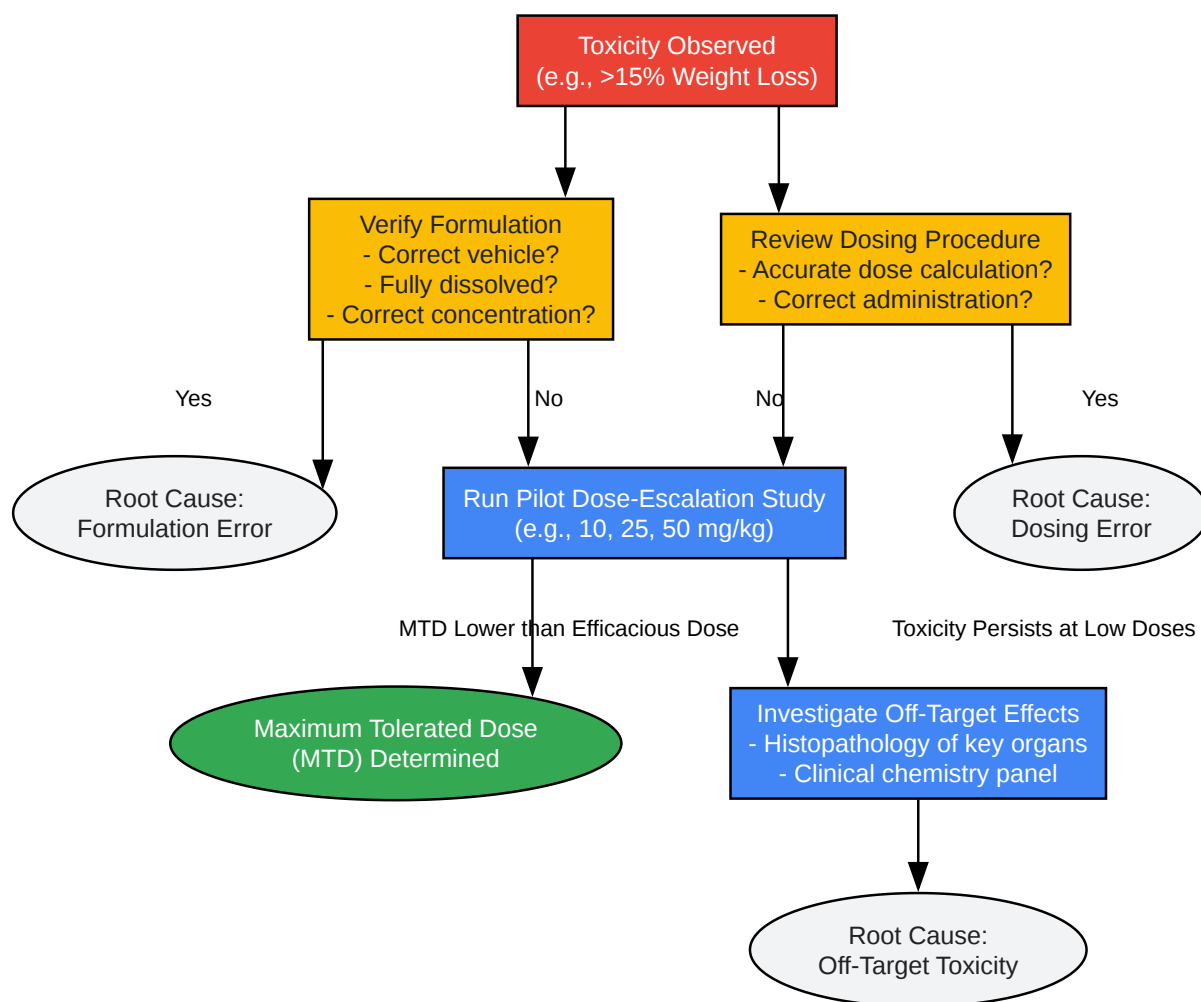 Toxicity Observed
(e.g., >15% Weight Loss)
Verify Formulation
- Correct vehicle?
- Fully dissolved?
- Correct concentration?
Review Dosing Procedure
- Accurate dose calculation?
- Correct administration?
Yes
No
No
Yes
Root Cause:
Formulation Error
Run Pilot Dose-Escalation Study
(e.g., 10, 25, 50 mg/kg)
Root Cause:
Dosing Error
MTD Lower than Efficacious Dose
Toxicity Persists at Low Doses
Maximum Tolerated Dose
(MTD) Determined
Investigate Off-Target Effects
- Histopathology of key organs
- Clinical chemistry panel
Root Cause:
Off-Target Toxicity